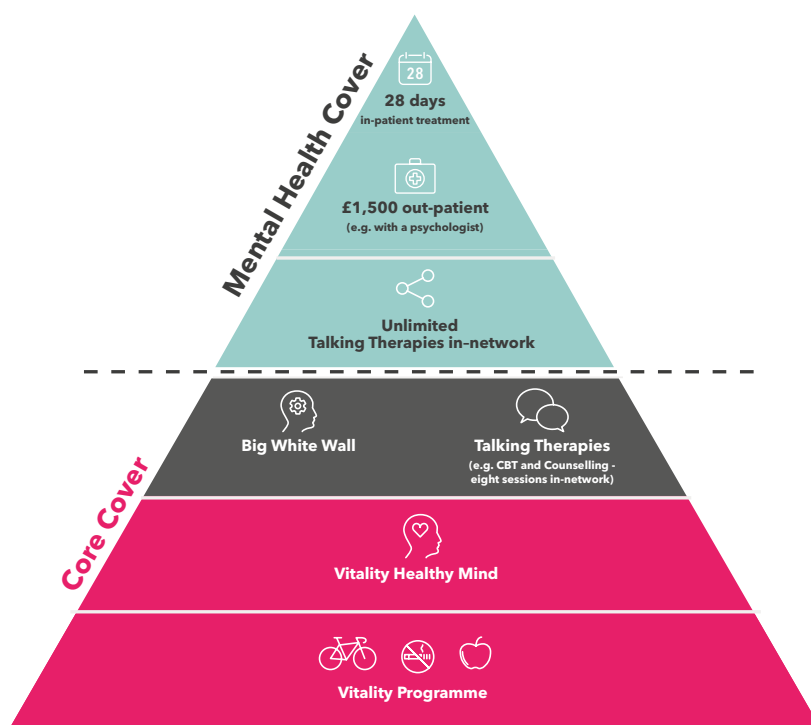 Mental Health Cover
28
28 days
in-patient treatment
£1,500 out-patient
(e.g. with a psychologist)
Unlimited
Talking Therapies in-network
Core Cover
Big White Wall
Talking Therapies
(e.g. CBT and Counselling -
eight sessions in-network)
Vitality Healthy Mind
Vitality Programme